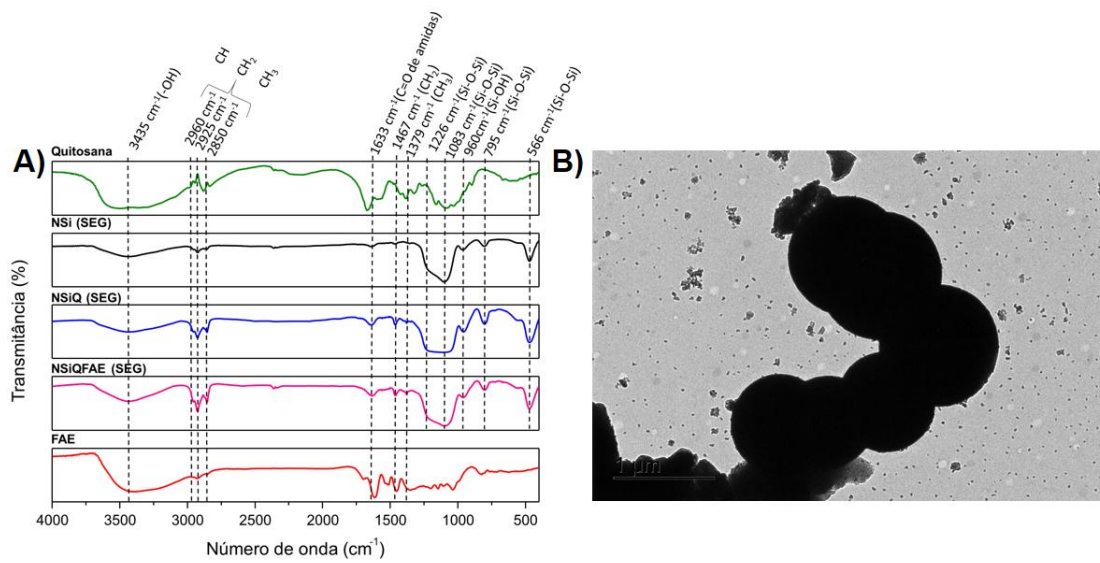 A)
Transmitância (%)
3435 cm⁻¹(-OH)
2960 cm⁻¹
2925 cm⁻¹
2850 cm⁻¹
CH
CH₂
CH₃
1633 cm⁻¹(C=O de amidas)
1467 cm⁻¹ (CH₂)
1379 cm⁻¹ (CH₃)
1226 cm⁻¹(Si-O-Si)
1083 cm⁻¹(Si-O-Si)
960cm⁻¹(Si-OH)
795 cm⁻¹(Si-O-Si)
566 cm⁻¹(Si-O-Si)
Quitosana
NSi (SEG)
NSiQ (SEG)
NSiQFAE (SEG)
FAE
4000 3500 3000 2500 2000 1500 1000 500
Número de onda (cm⁻¹)
B)
1 µm